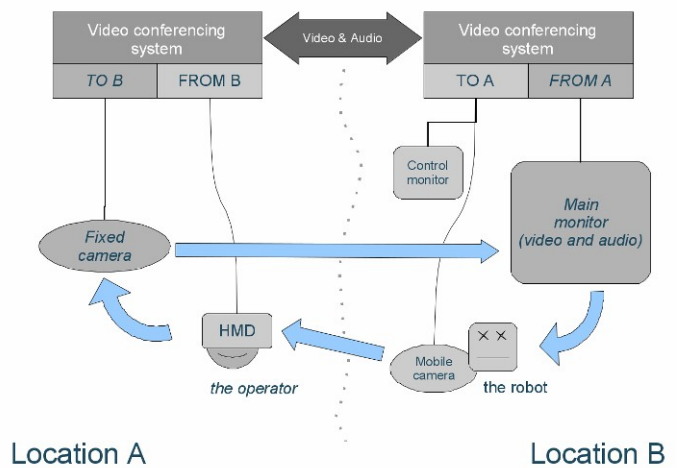 Video conferencing
system
Video & Audio
Video conferencing
system
TO B
FROM B
TO A
FROM A
Control
monitor
Main
monitor
(video and audio)
Fixed
camera
HMD
the operator
Mobile
camera
X X
the robot
Location A
Location B